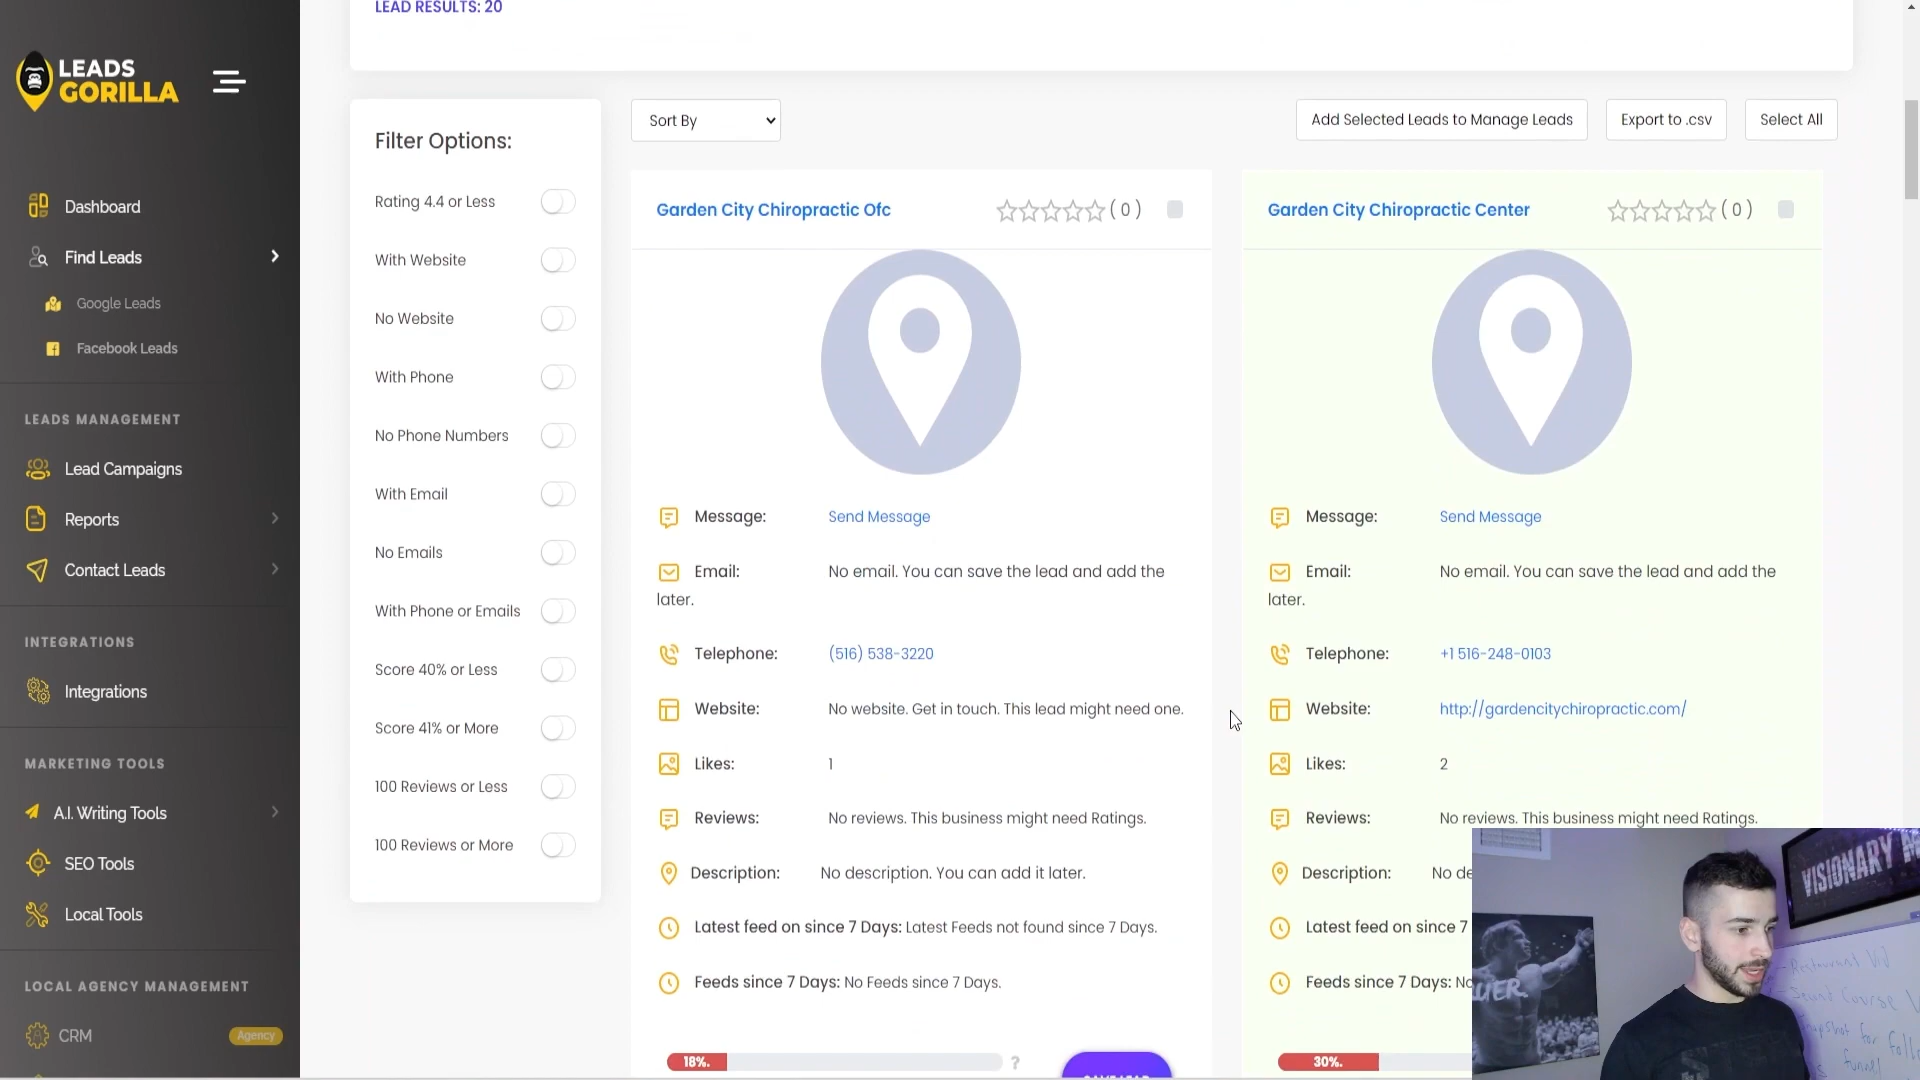 LEAD RESULTS: 20
LEADS
GORILLA
Dashboard
Find Leads
Google Leads
Facebook Leads
LEADS MANAGEMENT
Lead Campaigns
Reports
Contact Leads
INTEGRATIONS
Integrations
MARKETING TOOLS
A.I. Writing Tools
SEO Tools
Local Tools
LOCAL AGENCY MANAGEMENT
CRM Agency
Filter Options:
Rating 4.4 or Less
With Website
No Website
With Phone
No Phone Numbers
With Email
No Emails
With Phone or Emails
Score 40% or Less
Score 41% or More
100 Reviews or Less
100 Reviews or More
Sort By
Add Selected Leads to Manage Leads
Export to .csv
Select All
Garden City Chiropractic Ofc ( 0 )
Message: Send Message
Email: No email. You can save the lead and add the
later.
Telephone: (516) 538-3220
Website: No website. Get in touch. This lead might need one.
Likes: 1
Reviews: No reviews. This business might need Ratings.
Description: No description. You can add it later.
Latest feed on since 7 Days: Latest Feeds not found since 7 Days.
Feeds since 7 Days: No Feeds since 7 Days.
18%. ?
Garden City Chiropractic Center ( 0 )
Message: Send Message
Email: No email. You can save the lead and add the
later.
Telephone: +1 516-248-0103
Website: http://gardencitychiropractic.com/
Likes: 2
Reviews: No reviews. This business might need Ratings.
Description: No de
Latest feed on since 7
Feeds since 7 Days: No
30%.
VISIONARY M